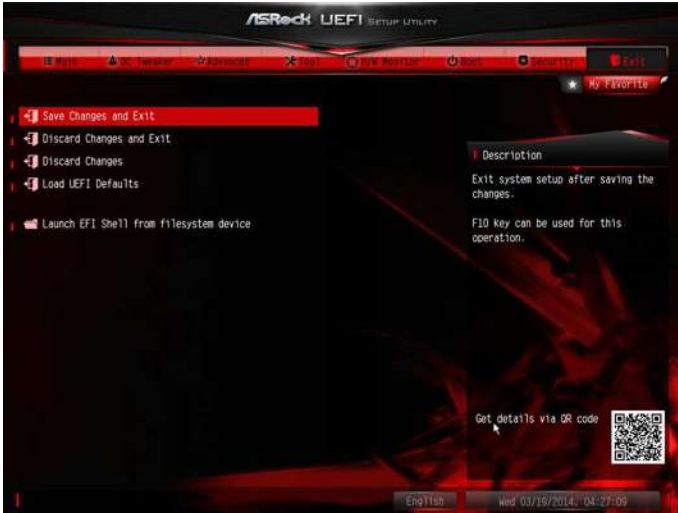 ASRock UEFI SETUP UTILITY
Main OC Tweaker Advanced Tool H/W Monitor Boot Security Exit
My Favorite
Save Changes and Exit
Discard Changes and Exit
Discard Changes
Load UEFI Defaults
Launch EFI Shell from filesystem device
Description
Exit system setup after saving the
changes.
F10 key can be used for this
operation.
Get details via QR code
English Wed 03/19/2014. 04:27:09